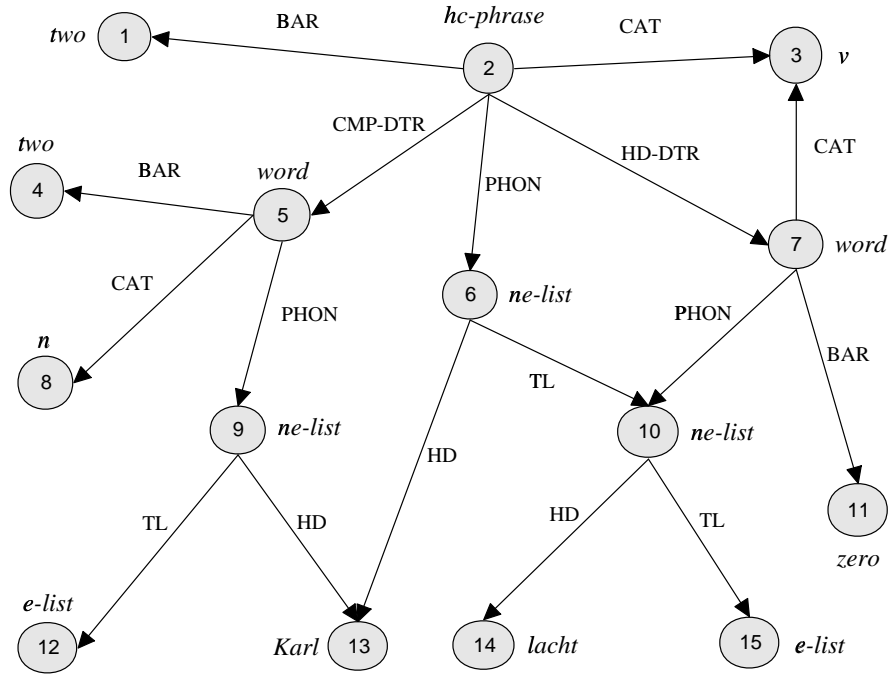 hc-phrase
BAR
CAT
two 1
2
3 v
CMP-DTR
HD-DTR
CAT
two
4
BAR
word
5
PHON
7 word
CAT
PHON
6 ne-list
PHON
BAR
n
8
TL
9 ne-list
10 ne-list
HD
TL
HD
HD
TL
11
zero
e-list
12
Karl 13
14 lacht
15 e-list